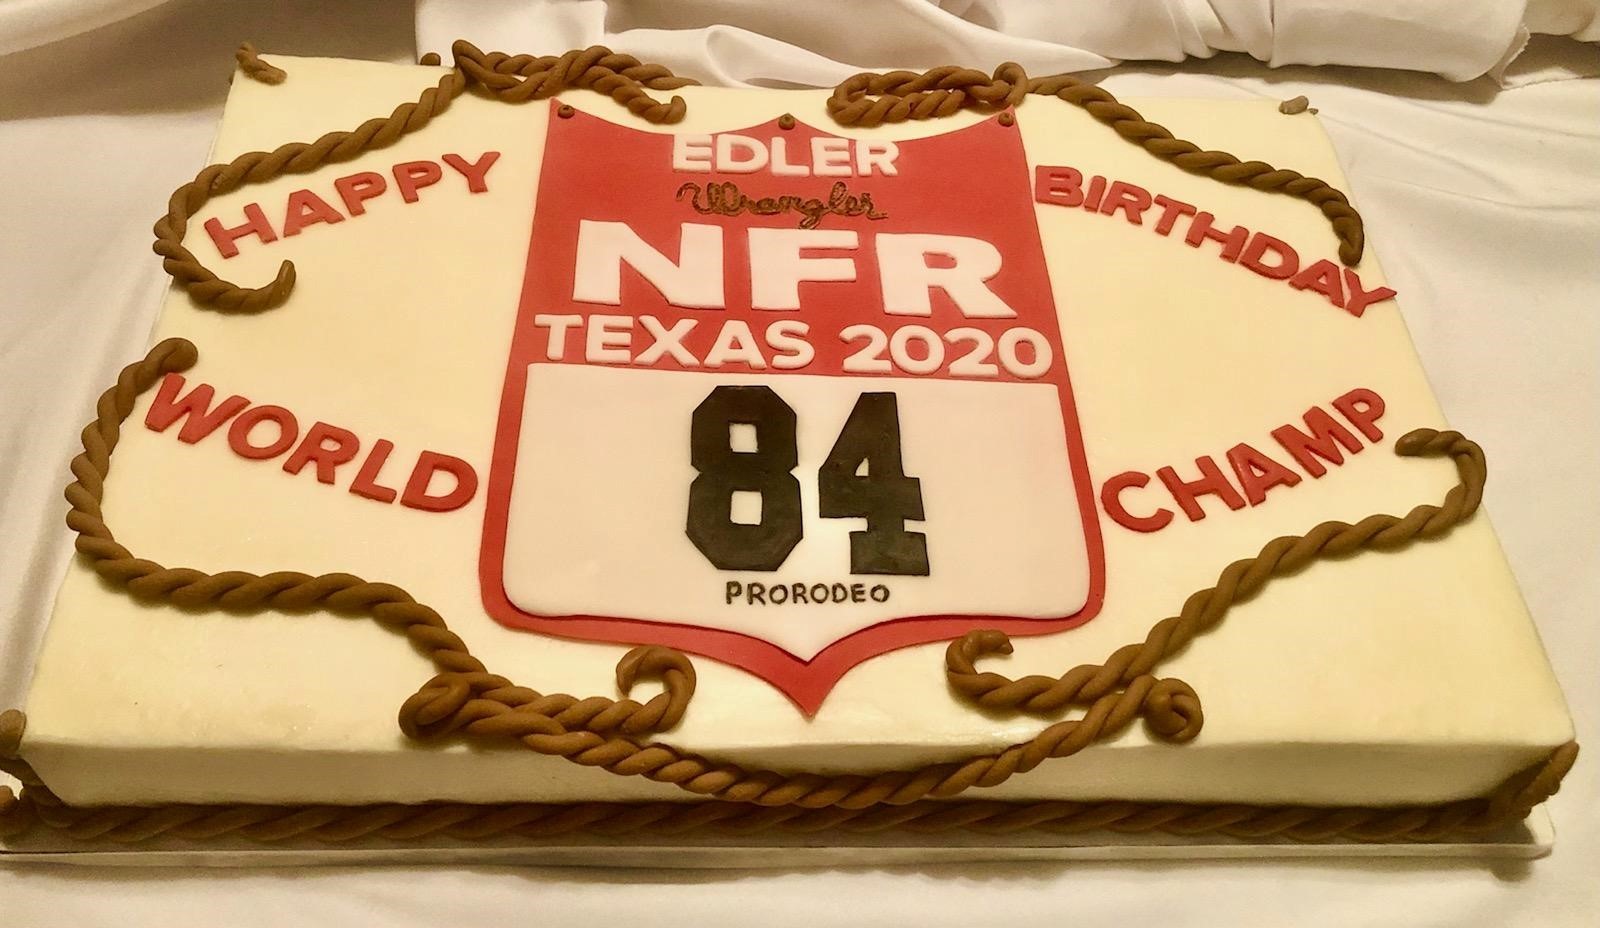 HAPPY BIRTHDAY
WORLD CHAMP
EDLER
Wrangler
NFR
TEXAS 2020
84
PRORODEO